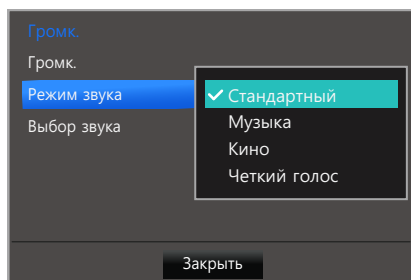 Громк.
Громк.
Режим звука
Выбор звука
Стандартный
Музыка
Кино
Четкий голос
Закрыть